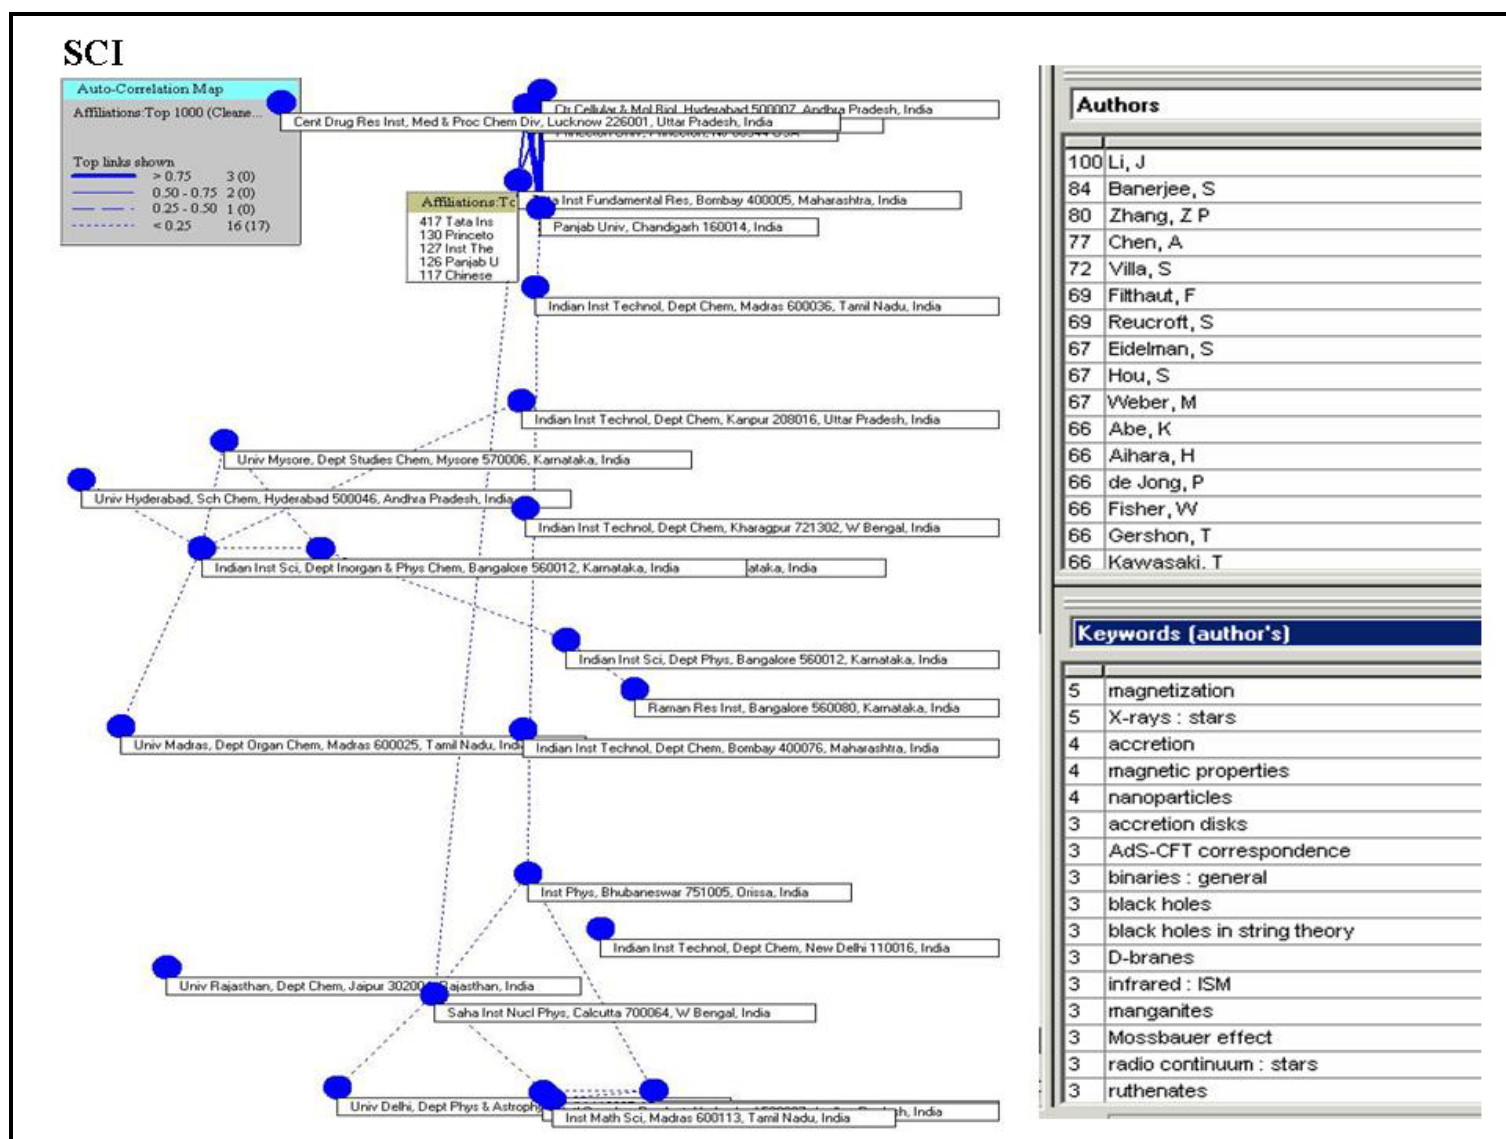 SCI
Auto-Correlation Map
Affiliations:Top 1000 (Cleane...
Top links shown
> 0.75 3 (0)
0.50 - 0.75 2 (0)
0.25 - 0.50 1 (0)
< 0.25 16 (17)
Ctr Cellular & Mol Biol, Hyderabad 500007, Andhra Pradesh, India
Cent Drug Res Inst, Med & Proc Chem Div, Lucknow 226001, Uttar Pradesh, India
Princeton Univ, Princeton, NJ 08544 USA
Affiliations:Tc
417 Tata Ins
130 Princeto
127 Inst The
126 Panjab U
117 Chinese
Inst Fundamental Res, Bombay 400005, Maharashtra, India
Panjab Univ, Chandigarh 160014, India
Indian Inst Technol, Dept Chem, Madras 600036, Tamil Nadu, India
Indian Inst Technol, Dept Chem, Kanpur 208016, Uttar Pradesh, India
Univ Mysore, Dept Studies Chem, Mysore 570006, Karnataka, India
Univ Hyderabad, Sch Chem, Hyderabad 500046, Andhra Pradesh, India
Indian Inst Technol, Dept Chem, Kharagpur 721302, W Bengal, India
Indian Inst Sci, Dept Inorgan & Phys Chem, Bangalore 560012, Karnataka, India
ataka, India
Indian Inst Sci, Dept Phys, Bangalore 560012, Karnataka, India
Raman Res Inst, Bangalore 560080, Karnataka, India
Univ Madras, Dept Organ Chem, Madras 600025, Tamil Nadu, Indi
Indian Inst Technol, Dept Chem, Bombay 400076, Maharashtra, India
Inst Phys, Bhubaneswar 751005, Orissa, India
Indian Inst Technol, Dept Chem, New Delhi 110016, India
Univ Rajasthan, Dept Chem, Jaipur 30200 Rajasthan, India
Saha Inst Nucl Phys, Calcutta 700064, W Bengal, India
Univ Delhi, Dept Phys & Astroph
sh, India
Inst Math Sci, Madras 600113, Tamil Nadu, India
Authors
100 Li, J
84 Banerjee, S
80 Zhang, Z P
77 Chen, A
72 Villa, S
69 Filthaut, F
69 Reucroft, S
67 Eidelman, S
67 Hou, S
67 Weber, M
66 Abe, K
66 Aihara, H
66 de Jong, P
66 Fisher, W
66 Gershon, T
66 Kawasaki, T
Keywords (author's)
5 magnetization
5 X-rays : stars
4 accretion
4 magnetic properties
4 nanoparticles
3 accretion disks
3 AdS-CFT correspondence
3 binaries : general
3 black holes
3 black holes in string theory
3 D-branes
3 infrared : ISM
3 manganites
3 Mossbauer effect
3 radio continuum : stars
3 ruthenates